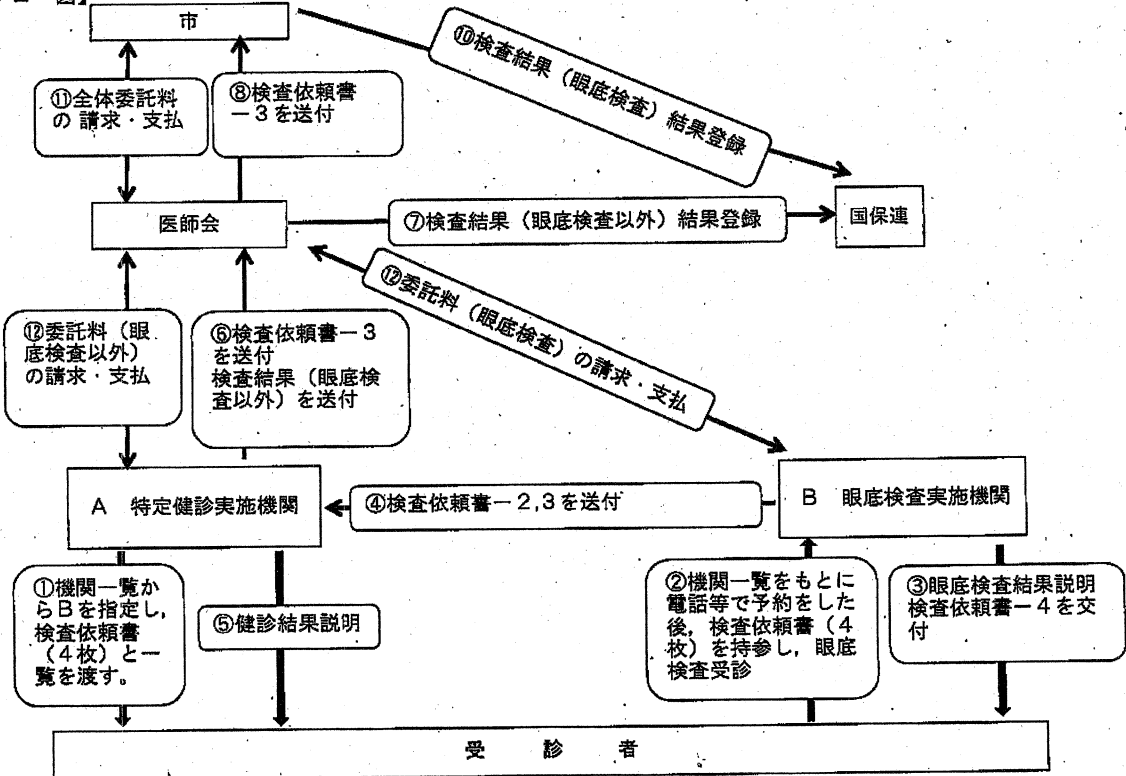 図】
市
⑩検査結果（眼底検査）結果登録
⑪全体委託料
の 請求・支払
⑧検査依頼書
－３を送付
医師会
⑦検査結果（眼底検査以外）結果登録
国保連
⑫委託料（眼底検査）の請求・支払
⑫委託料（眼
底検査以外）
の請求・支払
⑥検査依頼書－３
を送付
検査結果（眼底検
査以外）を送付
A　特定健診実施機関
④検査依頼書－２,３を送付
B　眼底検査実施機関
①機関一覧か
らＢを指定し，
検査依頼書
（４枚）と一
覧を渡す。
⑤健診結果説明
②機関一覧をもとに
電話等で予約をした
後，検査依頼書（４
枚）を持参し，眼底
検査受診
③眼底検査結果説明
検査依頼書－４を交
付
受　診　者